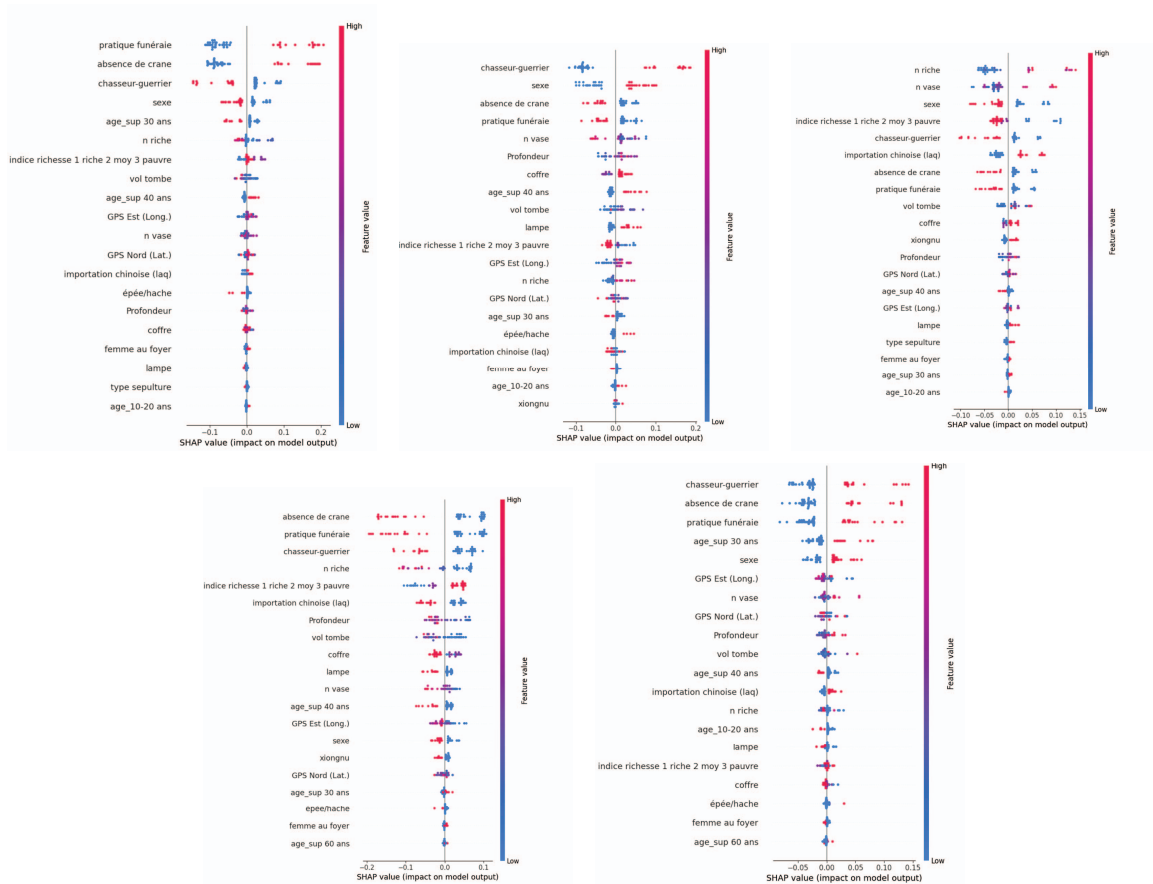 High
pratique funéraie
absence de crane
chasseur-guerrier
sexe
age_sup 30 ans
n riche
indice richesse 1 riche 2 moy 3 pauvre
vol tombe
age_sup 40 ans
GPS Est (Long.)
n vase
GPS Nord (Lat.)
importation chinoise (laq)
épée/hache
Profondeur
coffre
femme au foyer
lampe
type sepulture
age_10-20 ans
Low
Feature value
−0.1 0.0 0.1 0.2
SHAP value (impact on model output)
High
chasseur-guerrier
sexe
absence de crane
pratique funéraie
n vase
Profondeur
coffre
age_sup 40 ans
vol tombe
lampe
indice richesse 1 riche 2 moy 3 pauvre
GPS Est (Long.)
n riche
GPS Nord (Lat.)
age_sup 30 ans
épée/hache
importation chinoise (laq)
femme au foyer
age_10-20 ans
xiongnu
Low
Feature value
−0.1 0.0 0.1 0.2
SHAP value (impact on model output)
High
n riche
n vase
sexe
indice richesse 1 riche 2 moy 3 pauvre
chasseur-guerrier
importation chinoise (laq)
absence de crane
pratique funéraie
vol tombe
coffre
xiongnu
Profondeur
GPS Nord (Lat.)
age_sup 40 ans
GPS Est (Long.)
lampe
type sepulture
femme au foyer
age_sup 30 ans
age_10-20 ans
Low
Feature value
−0.10 −0.05 0.00 0.05 0.10 0.15
SHAP value (impact on model output)
High
absence de crane
pratique funéraie
chasseur-guerrier
n riche
indice richesse 1 riche 2 moy 3 pauvre
importation chinoise (laq)
Profondeur
vol tombe
coffre
lampe
n vase
age_sup 40 ans
GPS Est (Long.)
sexe
xiongnu
GPS Nord (Lat.)
age_sup 30 ans
epee/hache
femme au foyer
age_sup 60 ans
Low
Feature value
−0.2 −0.1 0.0 0.1
SHAP value (impact on model output)
High
chasseur-guerrier
absence de crane
pratique funéraie
age_sup 30 ans
sexe
GPS Est (Long.)
n vase
GPS Nord (Lat.)
Profondeur
vol tombe
age_sup 40 ans
importation chinoise (laq)
n riche
age_10-20 ans
lampe
indice richesse 1 riche 2 moy 3 pauvre
coffre
épée/hache
femme au foyer
age_sup 60 ans
Low
Feature value
−0.05 0.00 0.05 0.10 0.15
SHAP value (impact on model output)